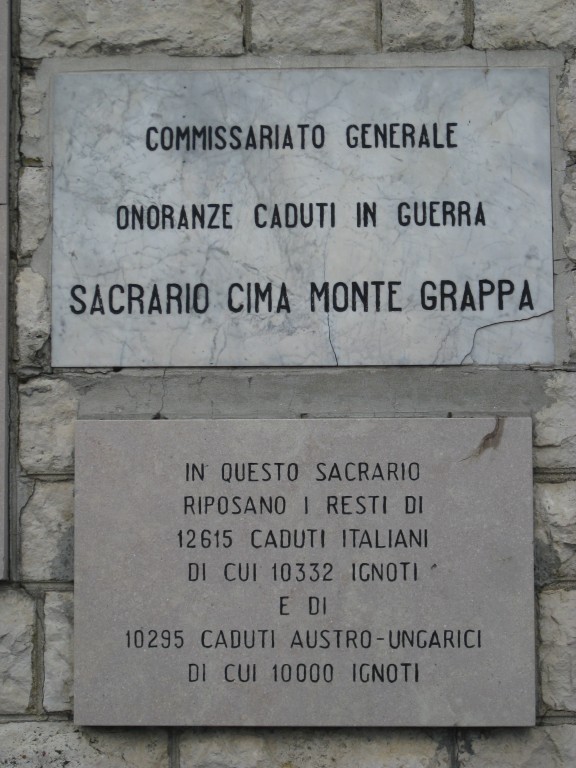 COMMISSARIATO GENERALE
ONORANZE CADUTI IN GUERRA
SACRARIO CIMA MONTE GRAPPA
IN QUESTO SACRARIO
RIPOSANO I RESTI DI
12615 CADUTI ITALIANI
DI CUI 10332 IGNOTI
E DI
10295 CADUTI AUSTRO-UNGARICI
DI CUI 10000 IGNOTI